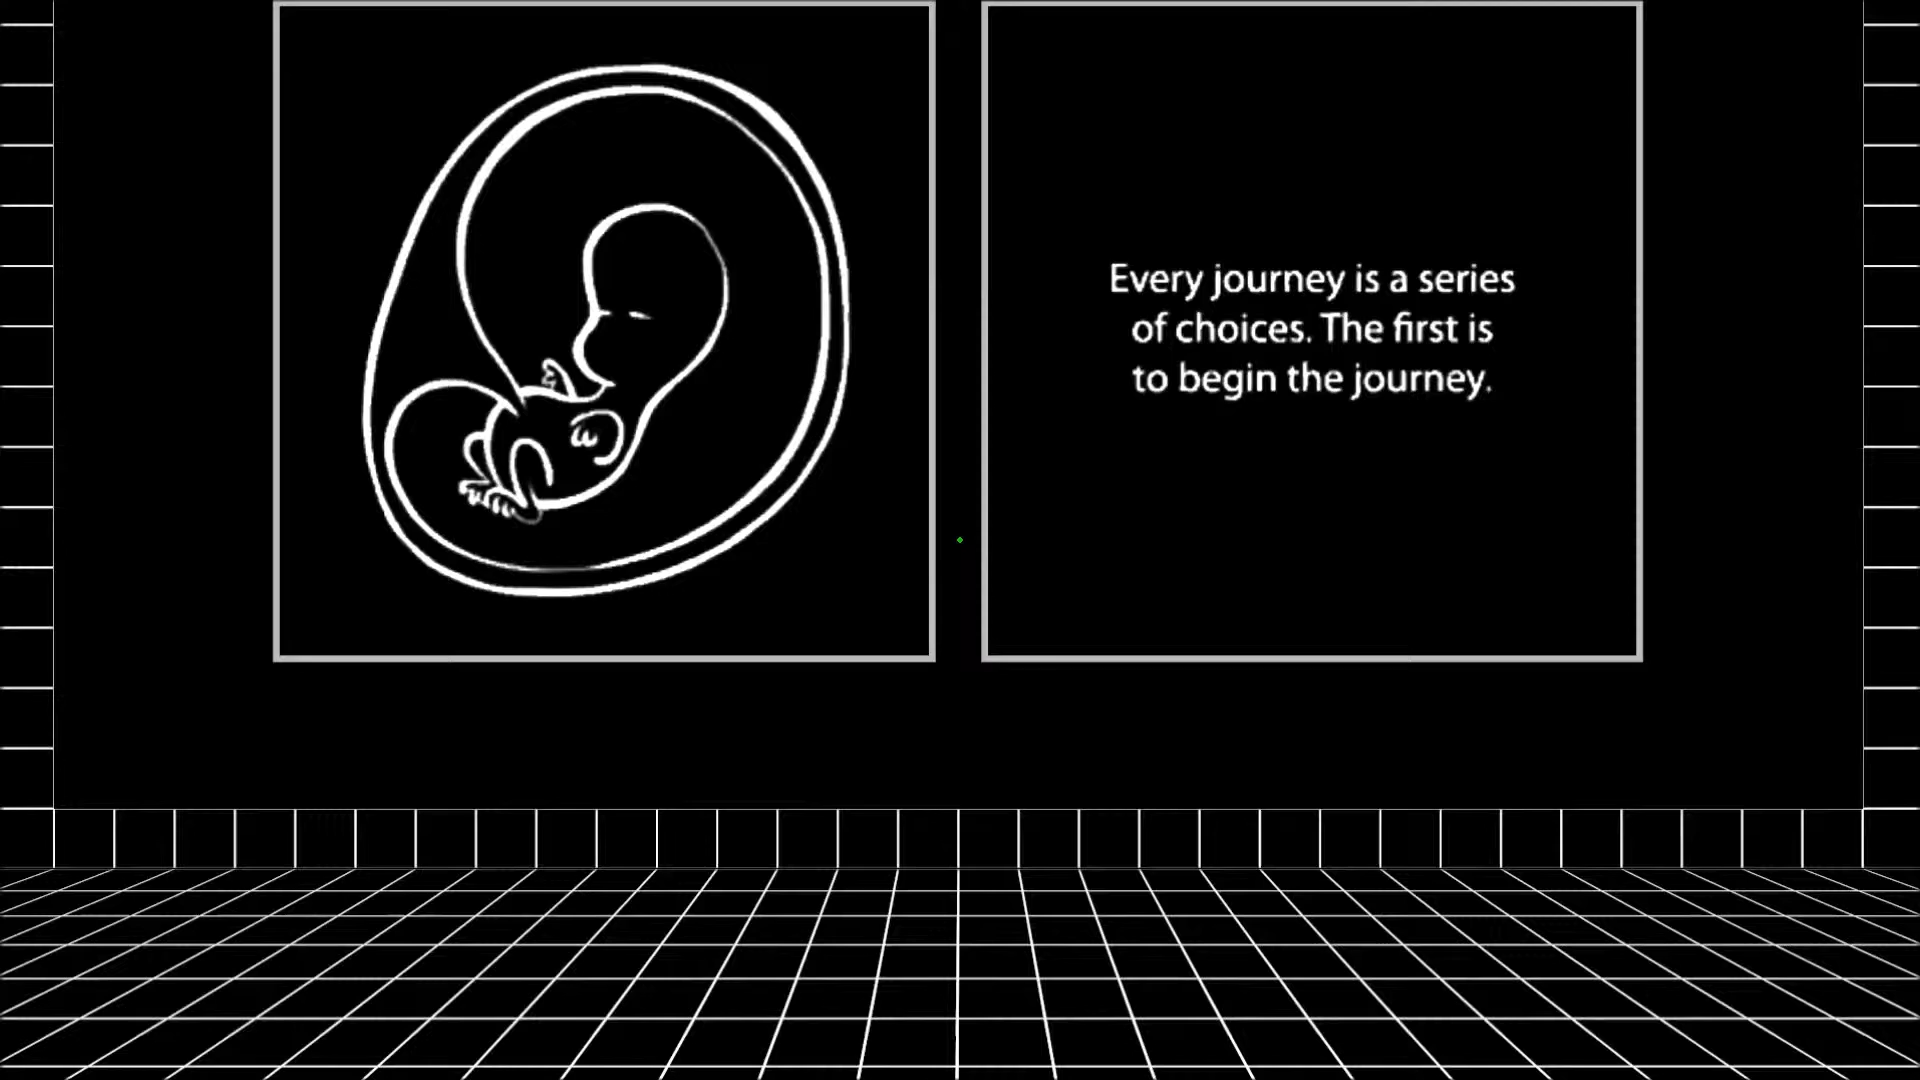 Every journey is a series
of choices. The first is
to begin the journey.